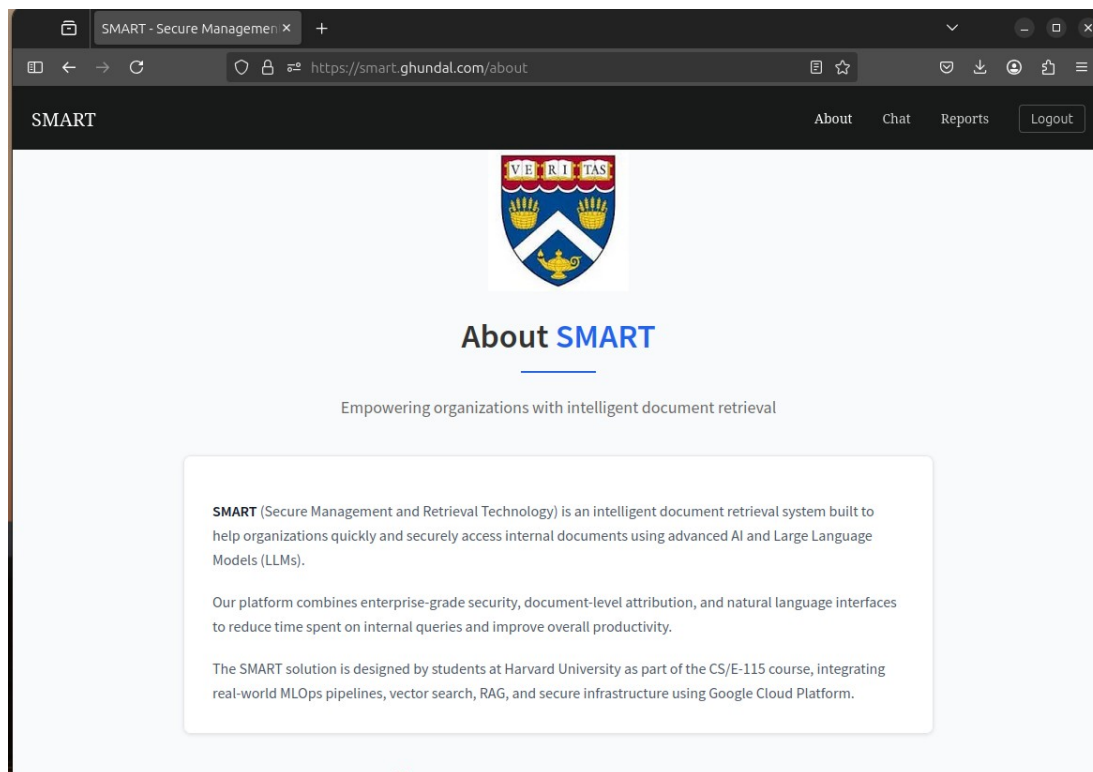 SMART - Secure Managemen
https://smart.ghundal.com/about
SMART
About
Chat
Reports
Logout
VE RI TAS
About SMART
Empowering organizations with intelligent document retrieval
SMART (Secure Management and Retrieval Technology) is an intelligent document retrieval system built to
help organizations quickly and securely access internal documents using advanced AI and Large Language
Models (LLMs).
Our platform combines enterprise-grade security, document-level attribution, and natural language interfaces
to reduce time spent on internal queries and improve overall productivity.
The SMART solution is designed by students at Harvard University as part of the CS/E-115 course, integrating
real-world MLOps pipelines, vector search, RAG, and secure infrastructure using Google Cloud Platform.